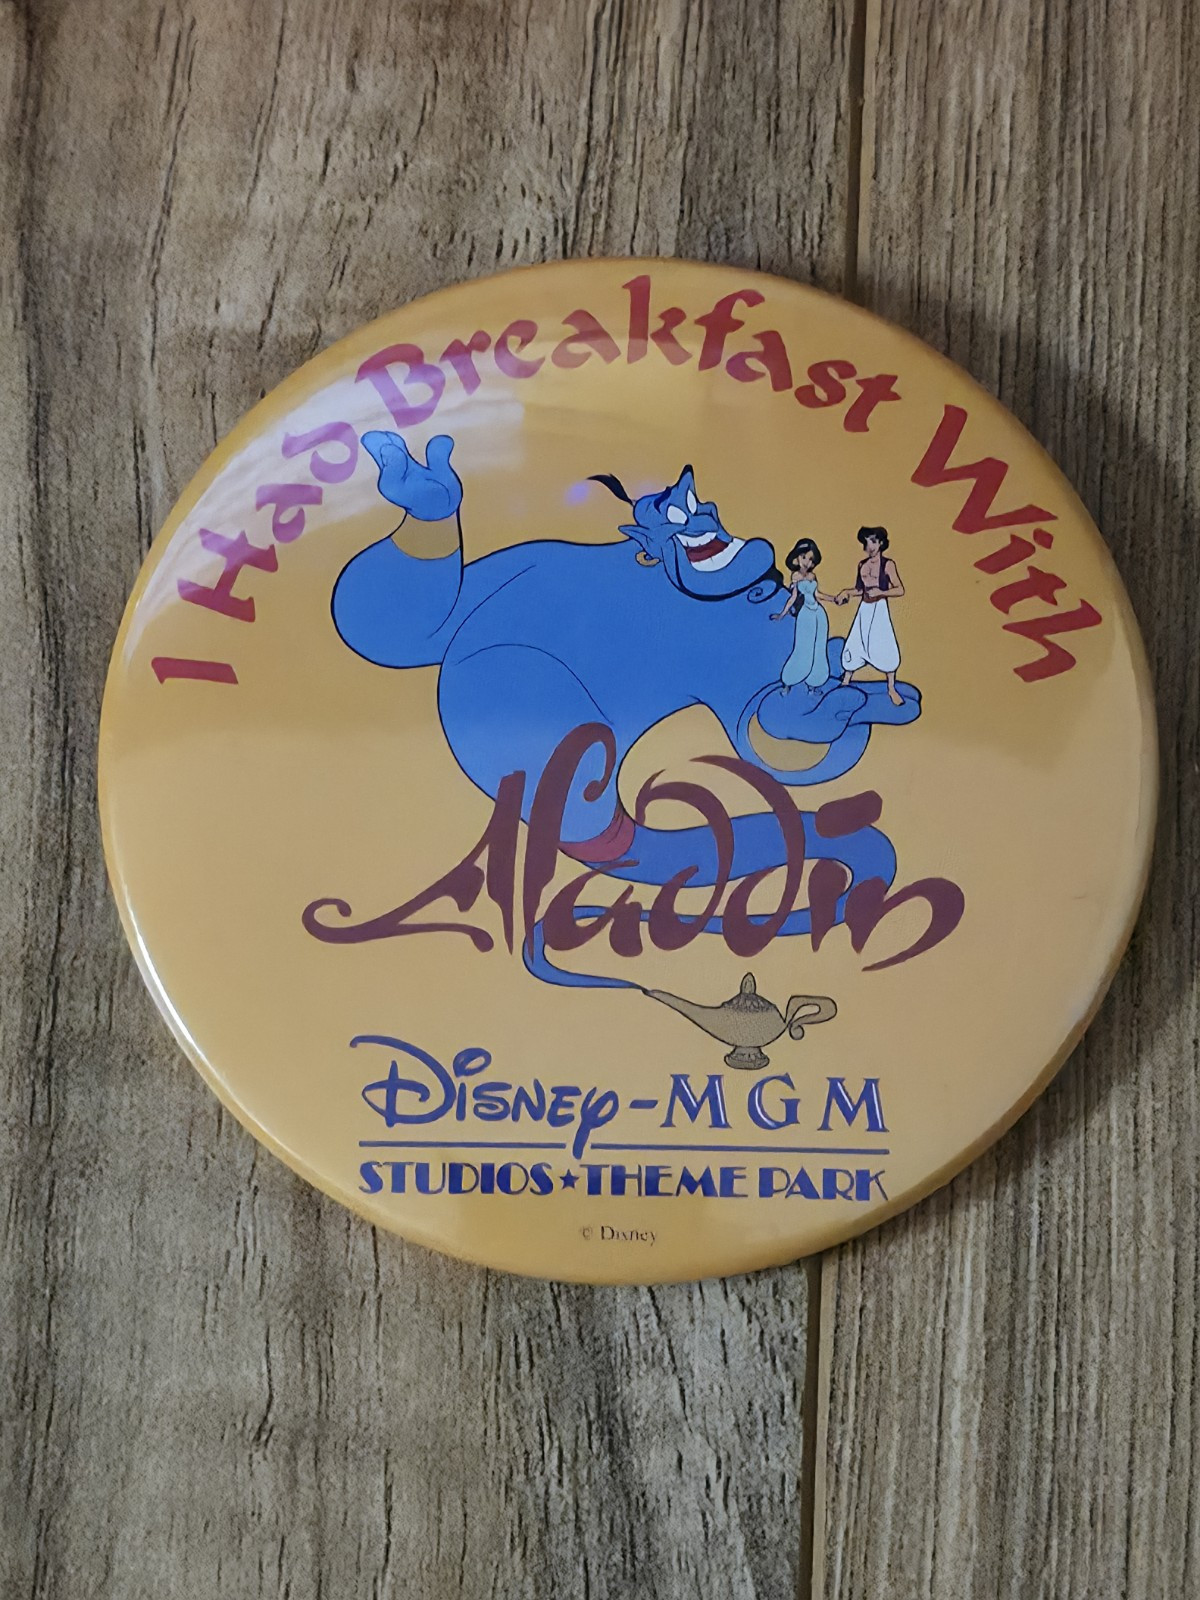 I Had Breakfast With
Aladdin
DISNEY-MGM
STUDIOS★THEME PARK
© Disney